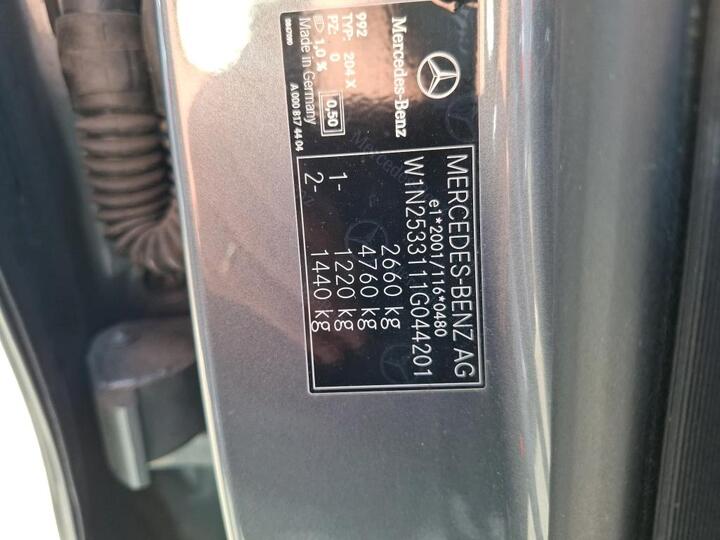 Mercedes-Benz
992
TYP: 204 X
PZ: 0 0,50
1,0 %
Made in Germany
A 000 817 44 04
MERCEDES-BENZ AG
e1*2001/116*0480
W1N2533111G044201
2660 kg
4760 kg
1- 1220 kg
2- 1440 kg